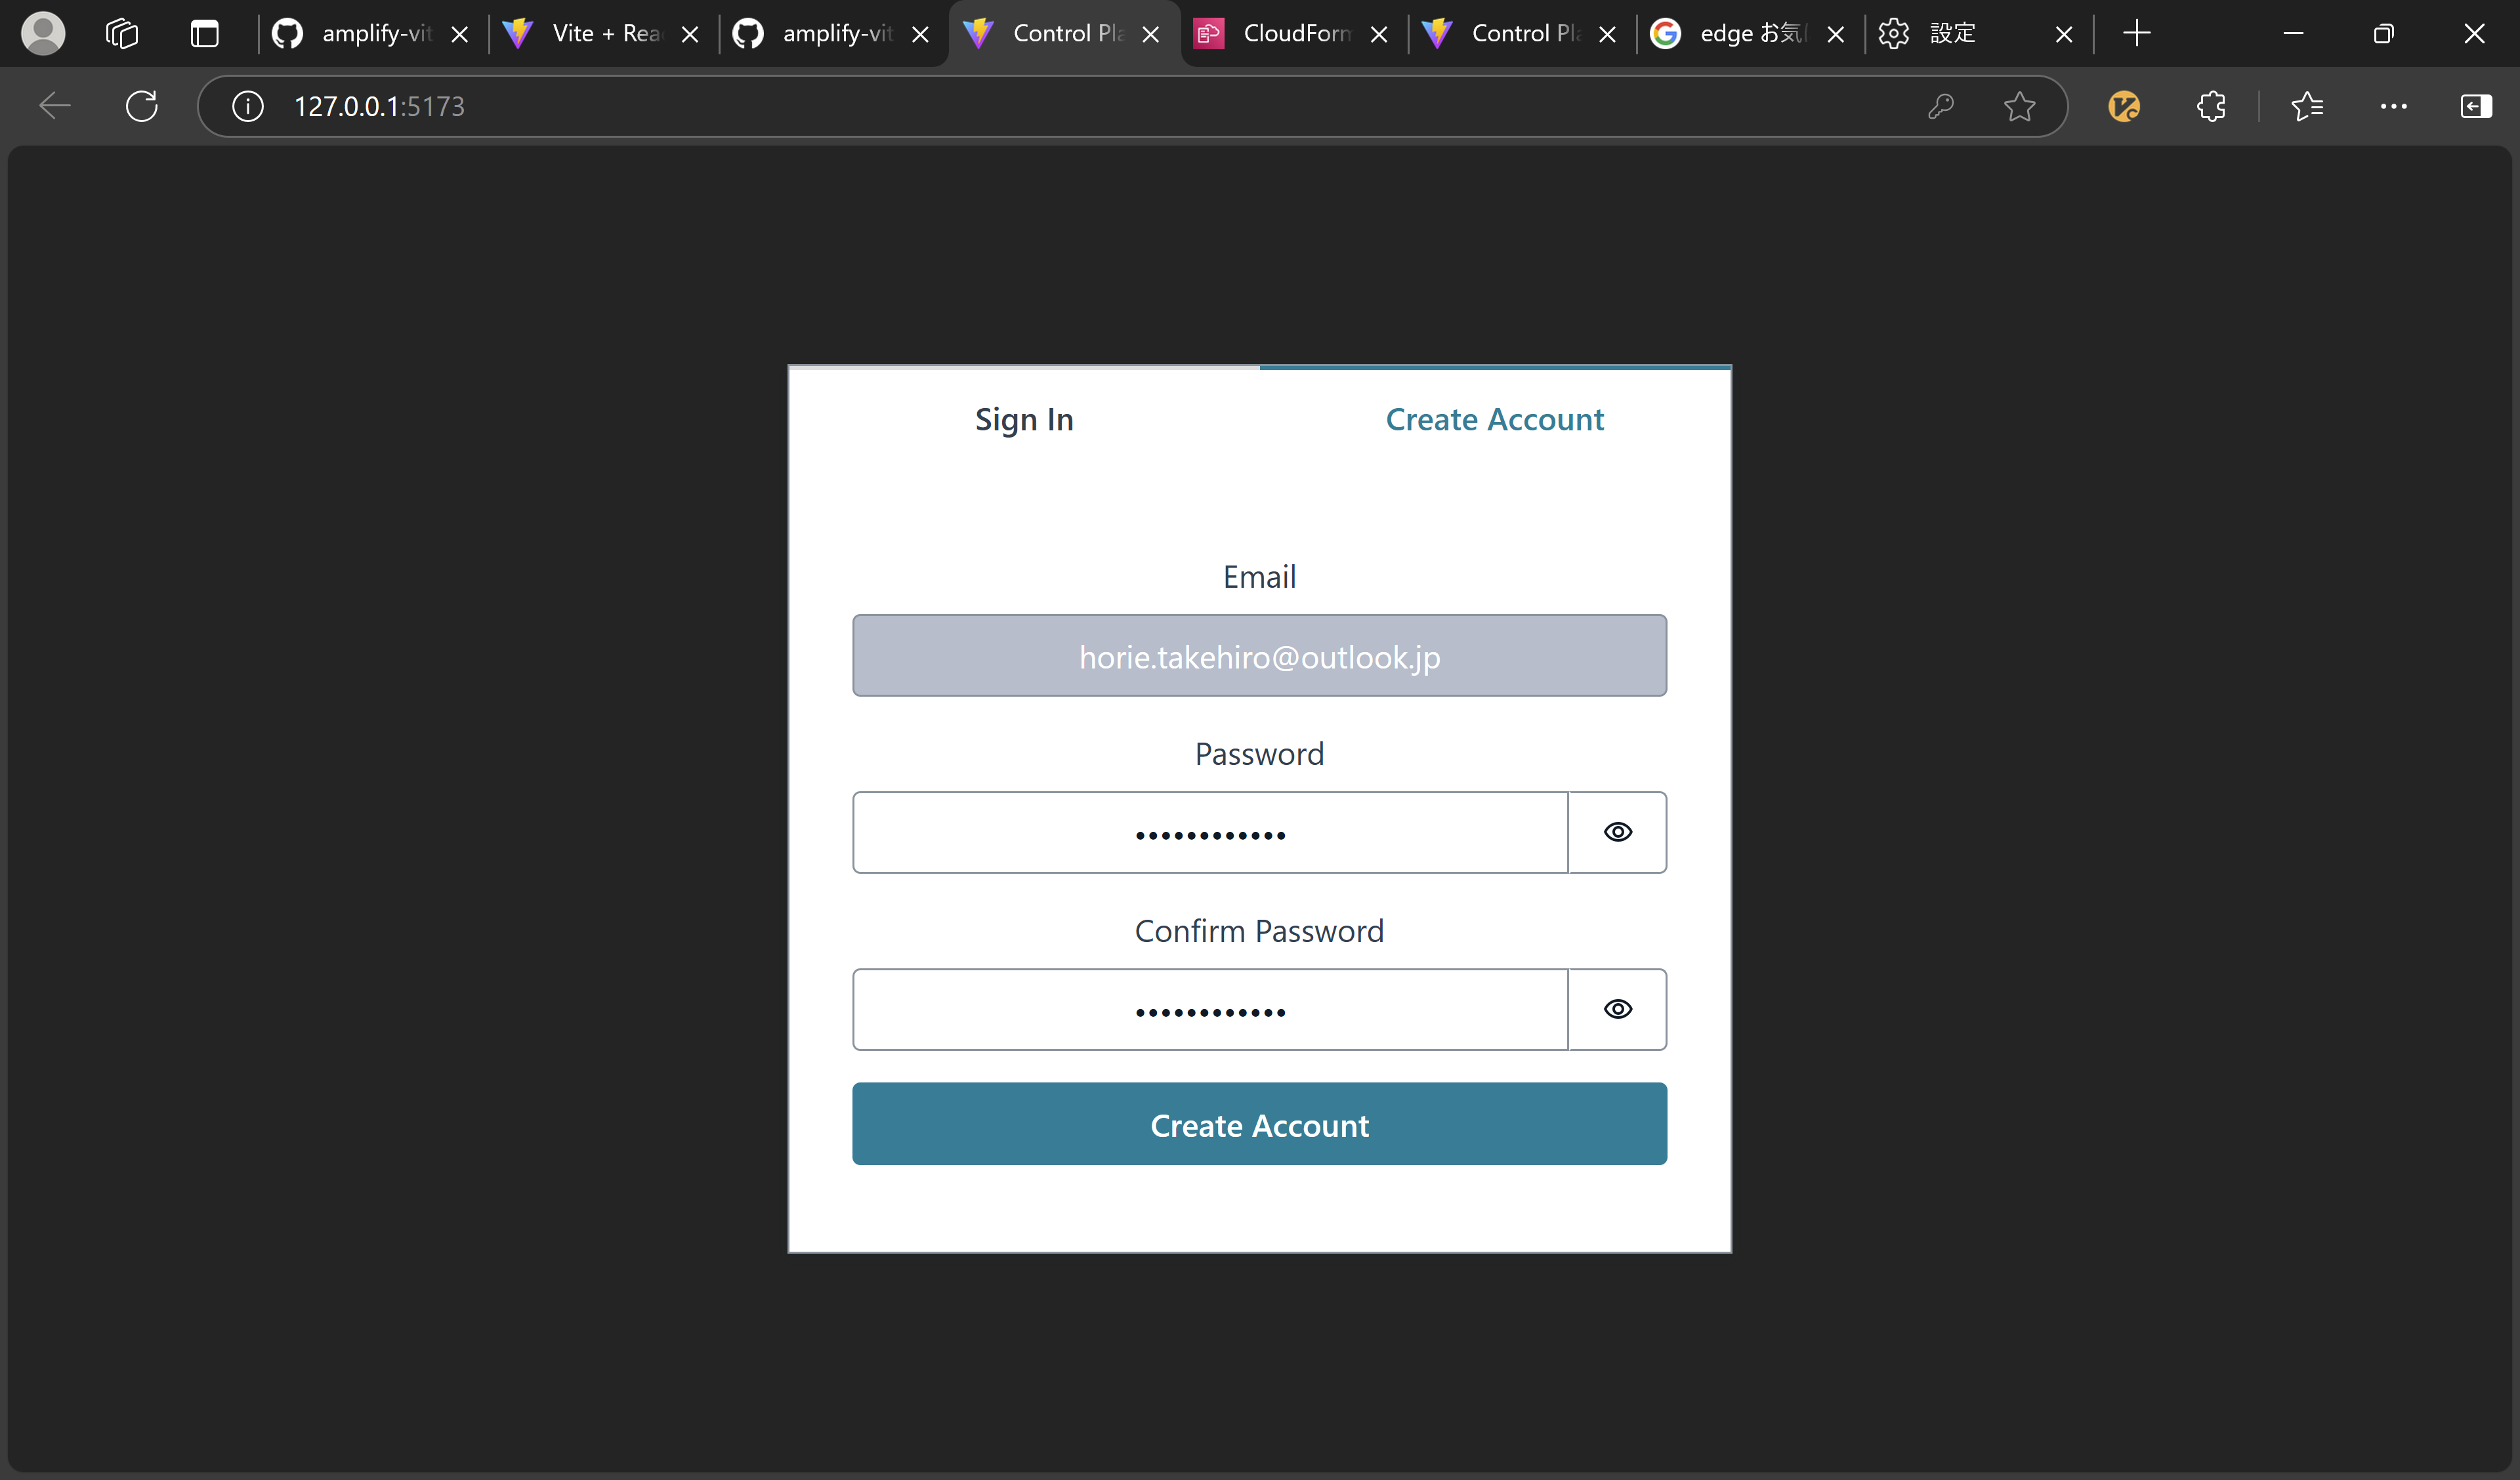 amplify-vit
Vite + Rea
amplify-vit
Control Pla
CloudForm
Control Pla
edge お気に
設定
127.0.0.1:5173
Sign In
Create Account
Email
horie.takehiro@outlook.jp
Password
••••••••••••
Confirm Password
••••••••••••
Create Account